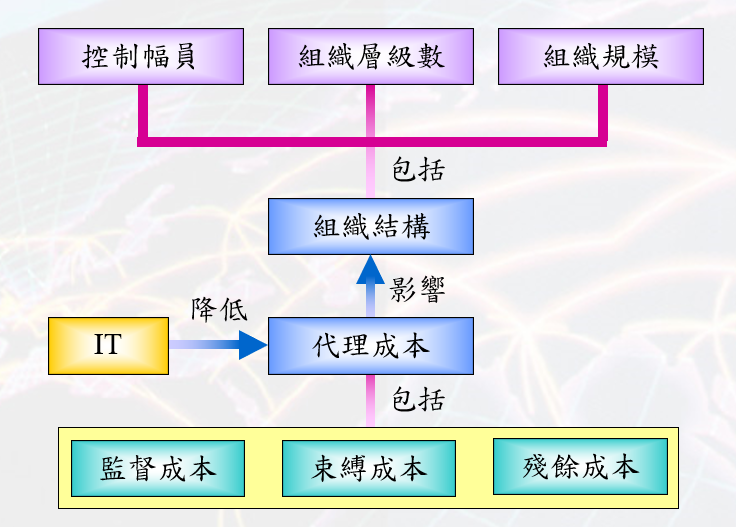 控制幅員
組織層級數
組織規模
包括
組織結構
影響
降低
IT
代理成本
包括
監督成本
束縛成本
殘餘成本